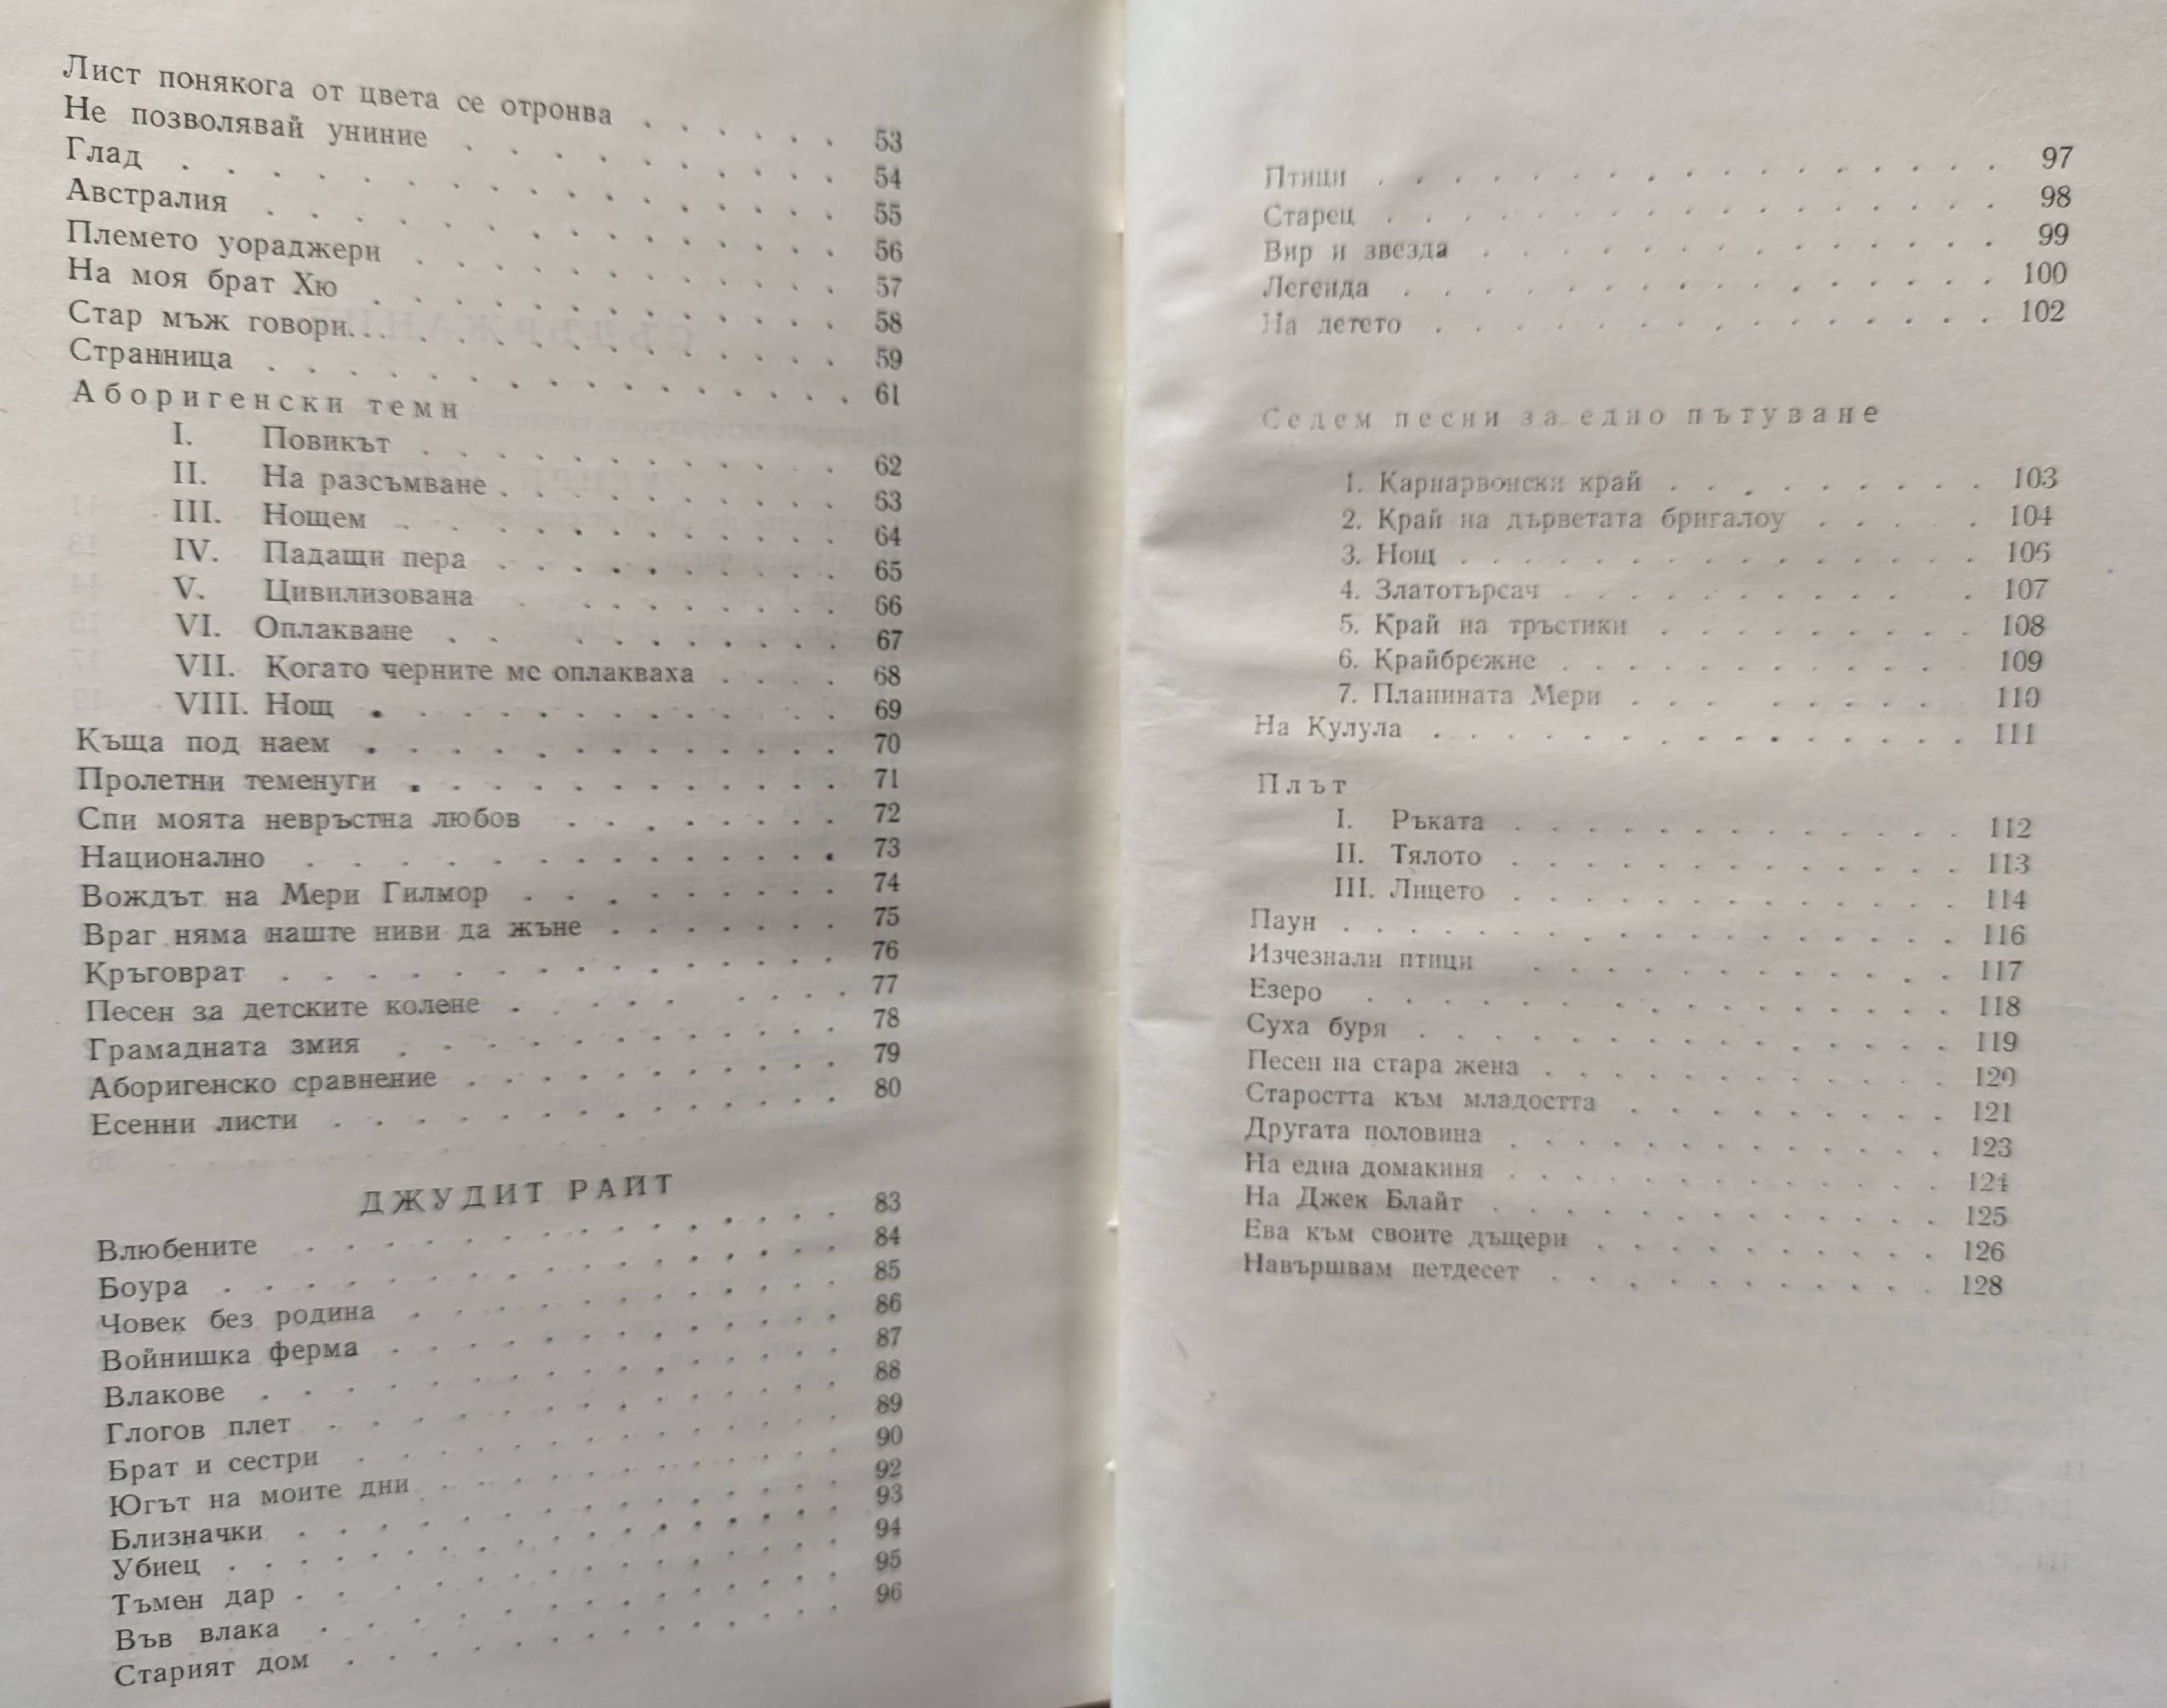 Лист понякога от цвета се отронва . . . . . . 53
Не позволявай униние . . . . . . . . . 54
Глад . . . . . . . . . . . . . 55
Австралия . . . . . . . . . . . . 56
Племето уораджери . . . . . . . . . 57
На моя брат Хю . . . . . . . . . . 58
Стар мъж говори... . . . . . . . . . 59
Странница . . . . . . . . . . . . 61
Аборигенски теми
I. Повикът . . . . . . . . . . . 62
II. На разсъмване . . . . . . . . . 63
III. Нощем . . . . . . . . . . . 64
IV. Падащи пера . . . . . . . . . 65
V. Цивилизована . . . . . . . . 66
VI. Оплакване . . . . . . . . . 67
VII. Когато черните ме оплакваха . . . . 68
VIII. Нощ . . . . . . . . . . . 69
Къща под наем . . . . . . . . . . . 70
Пролетни теменуги . . . . . . . . . . 71
Спи моята невръстна любов . . . . . . . 72
Национално . . . . . . . . . . . . 73
Вождът на Мери Гилмор . . . . . . . . 74
Враг няма наште ниви да жъне . . . . . . 75
Кръговрат . . . . . . . . . . . . 76
Песен за детските колене . . . . . . . . 77
Грамадната змия . . . . . . . . . . 78
Аборигенско сравнение . . . . . . . . . 79
Есенни листи . . . . . . . . . . . 80
ДЖУДИТ РАЙТ
Влюбените . . . . . . . . . . . . 83
Боура . . . . . . . . . . . . . 84
Човек без родина . . . . . . . . . . 85
Войнишка ферма . . . . . . . . . . 86
Влакове . . . . . . . . . . . . . 87
Глогов плет . . . . . . . . . . . . 88
Брат и сестри . . . . . . . . . . . 89
Югът на моите дни . . . . . . . . . . 90
Близначки . . . . . . . . . . . . 92
Убиец . . . . . . . . . . . . . 93
Тъмен дар . . . . . . . . . . . . 94
Във влака . . . . . . . . . . . . 95
Старият дом . . . . . . . . . . . . 96
Птици . . . . . . . . . . . . . . 97
Старец . . . . . . . . . . . . . . 98
Вир и звезда . . . . . . . . . . . . 99
Легенда . . . . . . . . . . . . . 100
На летето . . . . . . . . . . . . . 102
Седем песни за едно пътуване
1. Карнарвонски край . . . . . . . . . 103
2. Край на дърветата бригалоу . . . . . 104
3. Нощ . . . . . . . . . . . . . 106
4. Златотърсач . . . . . . . . . . 107
5. Край на тръстики . . . . . . . . . 108
6. Крайбрежие . . . . . . . . . . 109
7. Планината Мери . . . . . . . . 110
На Кулула . . . . . . . . . . . . . 111
Плът
I. Ръката . . . . . . . . . . . . 112
II. Тялото . . . . . . . . . . . . 113
III. Лицето . . . . . . . . . . . . 114
Паун . . . . . . . . . . . . . . 116
Изчезнали птици . . . . . . . . . . . 117
Езеро . . . . . . . . . . . . . . 118
Суха буря . . . . . . . . . . . . . 119
Песен на стара жена . . . . . . . . . . 120
Старостта към младостта . . . . . . . . 121
Другата половина . . . . . . . . . . . 123
На една домакиня . . . . . . . . . . . 124
На Джек Блайт . . . . . . . . . . . 125
Ева към своите дъщери . . . . . . . . . 126
Навършвам петдесет . . . . . . . . . . 128